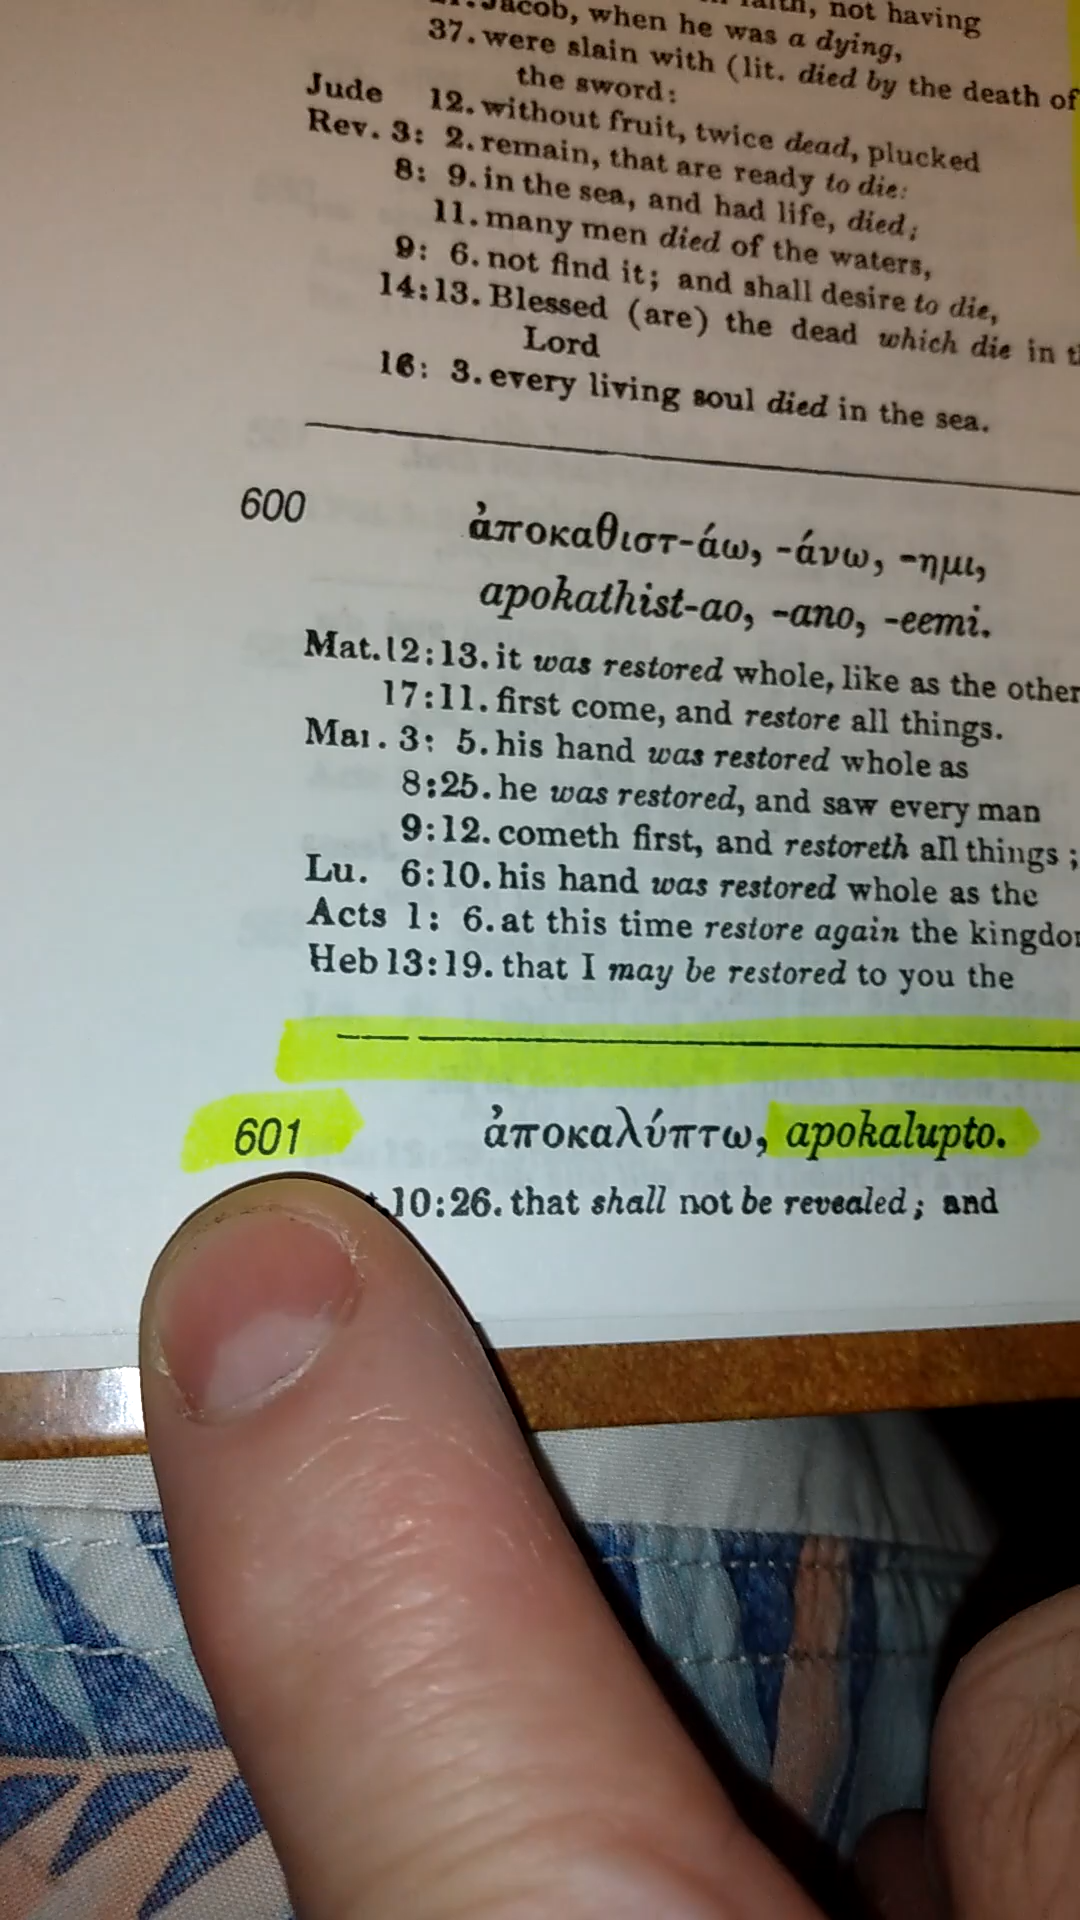 Jacob, when he was a dying,
faith, not having
37. were slain with (lit. died by the death of
the sword:
Jude 12. without fruit, twice dead, plucked
Rev. 3: 2. remain, that are ready to die:
8: 9. in the sea, and had life, died;
11. many men died of the waters,
9: 6. not find it; and shall desire to die,
14:13. Blessed (are) the dead which die in
Lord
16: 3. every living soul died in the sea.
600 ἀποκαθιστ-άω, -άνω, -ημι,
apokathist-ao, -ano, -eemi.
Mat. 12:13. it was restored whole, like as the other
17:11. first come, and restore all things.
Mar. 3: 5. his hand was restored whole as
8:25. he was restored, and saw every man
9:12. cometh first, and restoreth all things;
Lu. 6:10. his hand was restored whole as the
Acts 1: 6. at this time restore again the
Heb 13:19. that I may be restored to you the
601 ἀποκαλύπτω, apokalupto.
10:26. that shall not be revealed; and